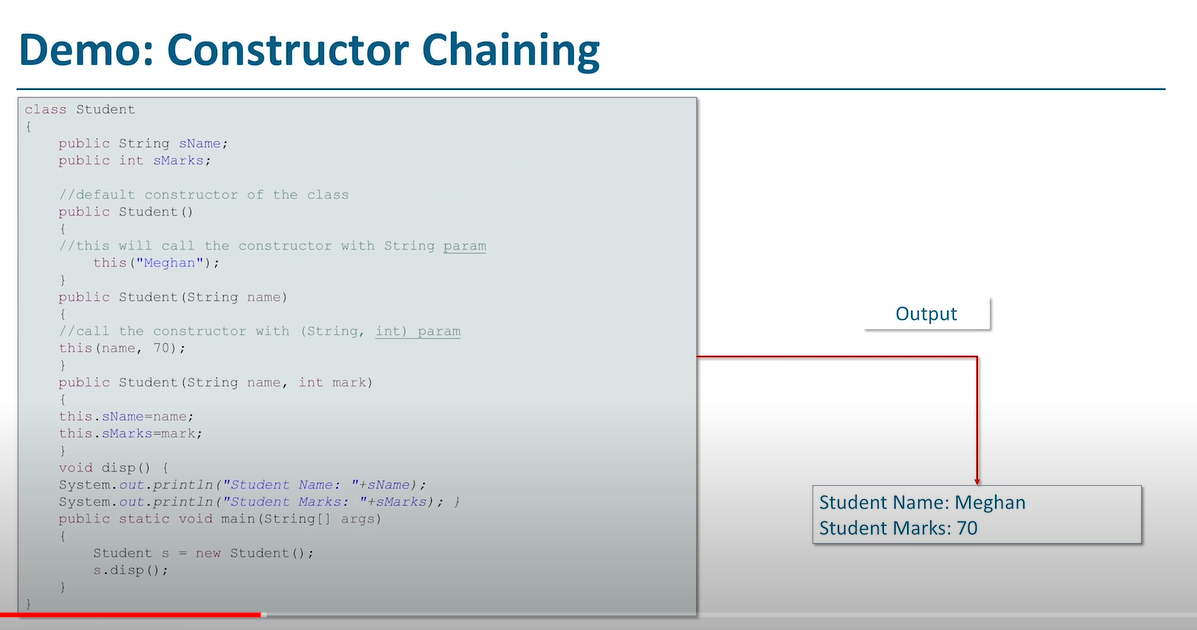 Demo: Constructor Chaining
class Student
{
public String sName;
public int sMarks;
//default constructor of the class
public Student()
{
//this will call the constructor with String param
this("Meghan");
}
public Student(String name)
{
//call the constructor with (String, int) param
this(name, 70);
}
public Student(String name, int mark)
{
this.sName=name;
this.sMarks=mark;
}
void disp() {
System.out.println("Student Name: "+sName);
System.out.println("Student Marks: "+sMarks); }
public static void main(String[] args)
{
Student s = new Student();
s.disp();
}
}
Output
Student Name: Meghan
Student Marks: 70